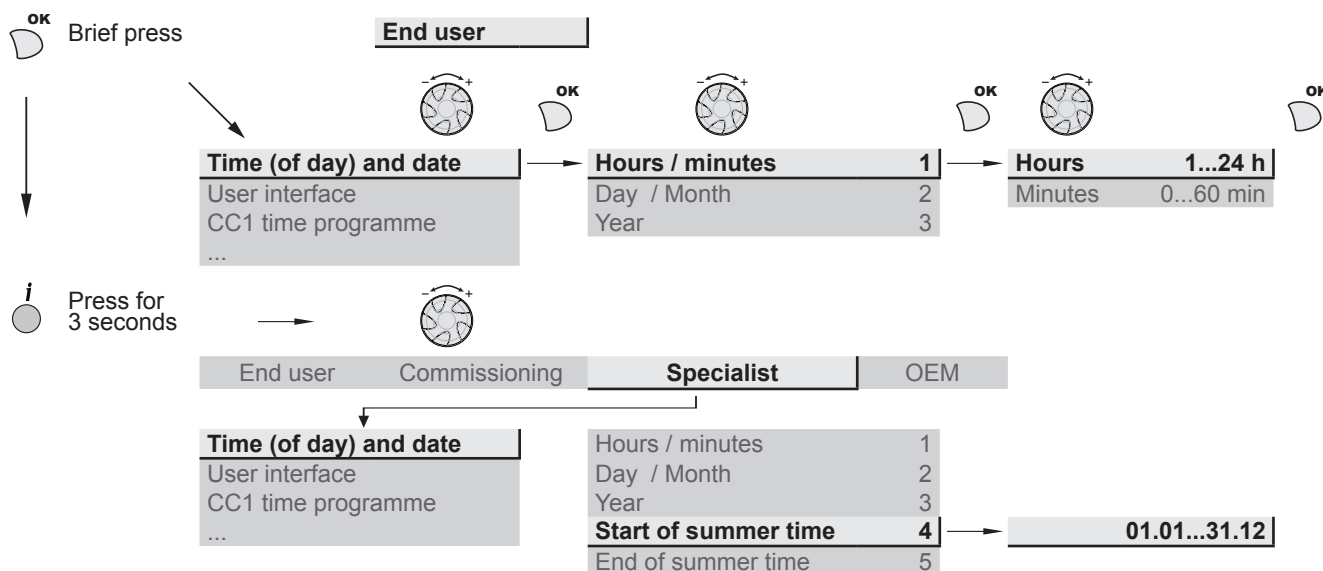 OK
Brief press
End user
- +
OK
- +
OK
- +
OK
Time (of day) and date
User interface
CC1 time programme
...
Hours / minutes 1
Day / Month 2
Year 3
Hours 1...24 h
Minutes 0...60 min
i
Press for
3 seconds
- +
End user Commissioning Specialist OEM
Time (of day) and date
User interface
CC1 time programme
...
Hours / minutes 1
Day / Month 2
Year 3
Start of summer time 4
End of summer time 5
01.01...31.12